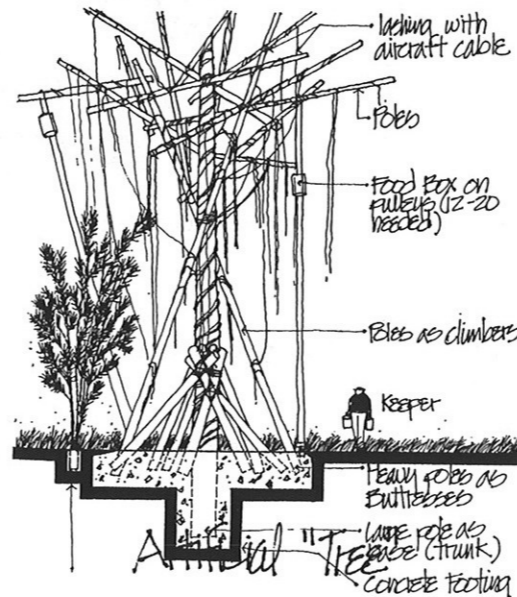 lashing with
aircraft cable
Poles
Food Box on
pulleys (12-20
needed)
Poles as climbers
Keeper
Heavy poles as
Buttresses
Large pole as
base (trunk)
Artificial "Tree"
Concrete Footing